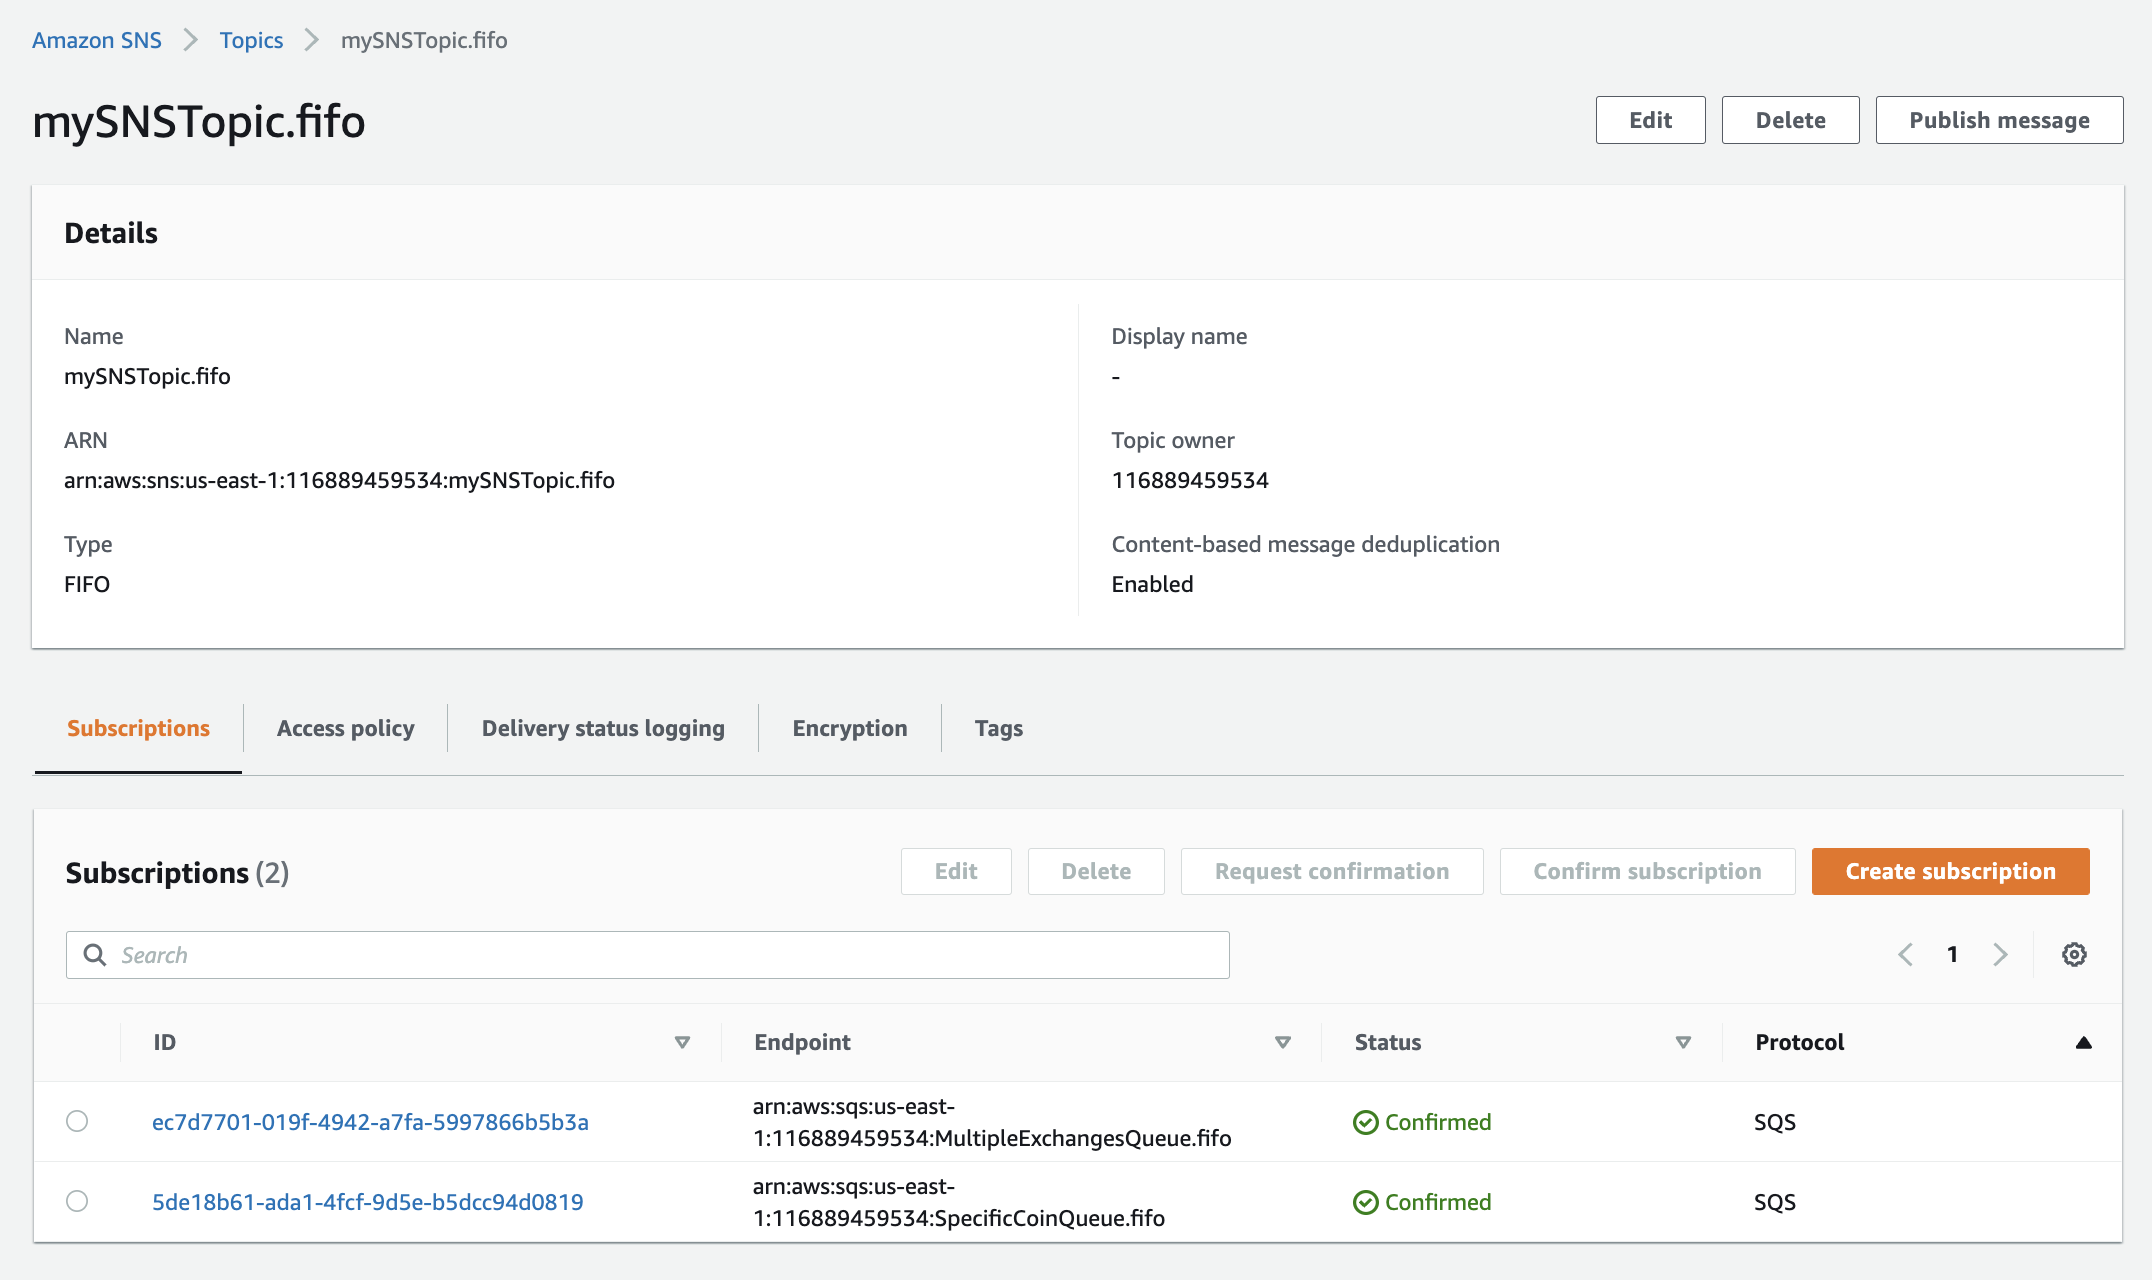 Amazon SNS > Topics > mySNSTopic.fifo
mySNSTopic.fifo
Edit Delete Publish message
Details
Name
mySNSTopic.fifo
ARN
arn:aws:sns:us-east-1:116889459534:mySNSTopic.fifo
Type
FIFO
Display name
-
Topic owner
116889459534
Content-based message deduplication
Enabled
Subscriptions Access policy Delivery status logging Encryption Tags
Subscriptions (2)
Edit Delete Request confirmation Confirm subscription Create subscription
Search
1
ID Endpoint Status Protocol
ec7d7701-019f-4942-a7fa-5997866b5b3a
arn:aws:sqs:us-east-
1:116889459534:MultipleExchangesQueue.fifo
Confirmed
SQS
5de18b61-ada1-4fcf-9d5e-b5dcc94d0819
arn:aws:sqs:us-east-
1:116889459534:SpecificCoinQueue.fifo
Confirmed
SQS